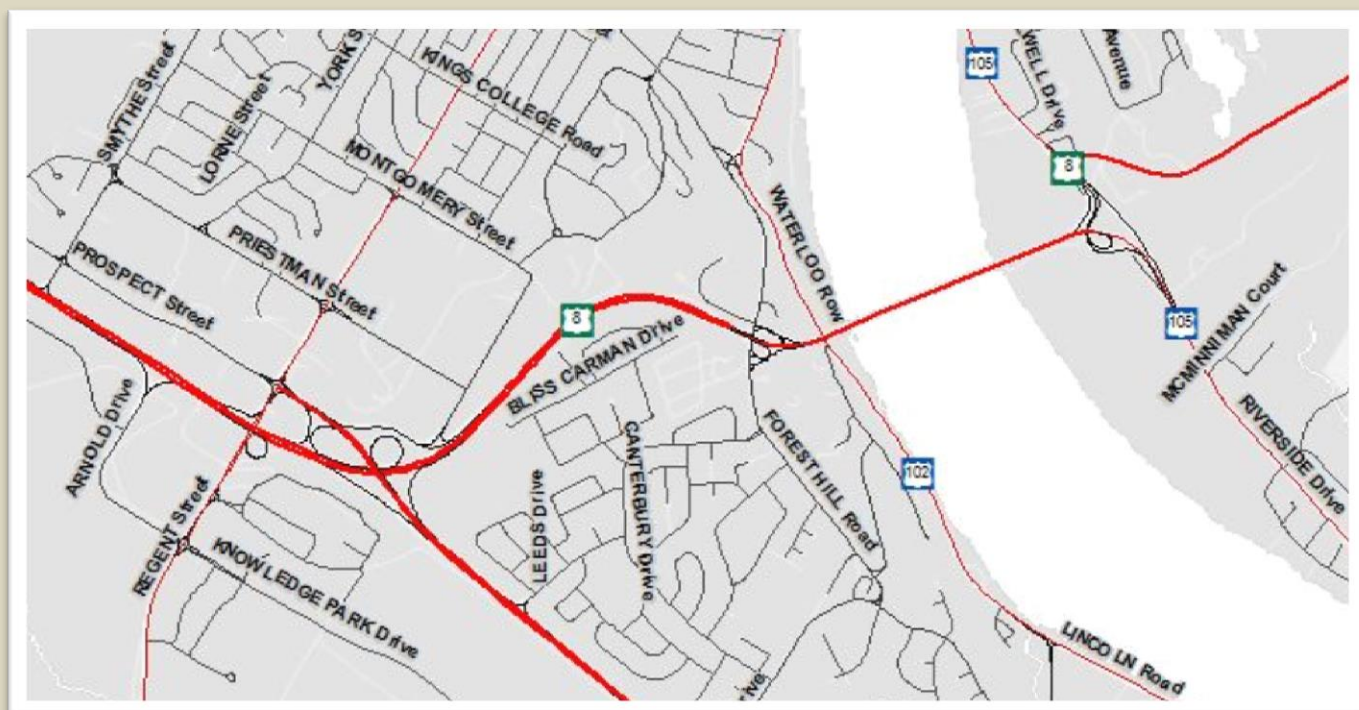 SMYTHE Street
LORNE Street
YORK S
KINGS COLLEGE Road
MONTGOMERY Street
PRIESTMAN Street
PROSPECT Street
ARNOLD Drive
REGENT Street
KNOWLEDGE PARK Drive
8
BLISS CARMAN Drive
LEEDS Drive
CANTERBURY Drive
FOREST HILL Road
WATERLOO Row
102
LINCOLN Road
rive
105
WELL Drive
Avenue
8
105
MCMINNIMAN Court
RIVERSIDE Drive